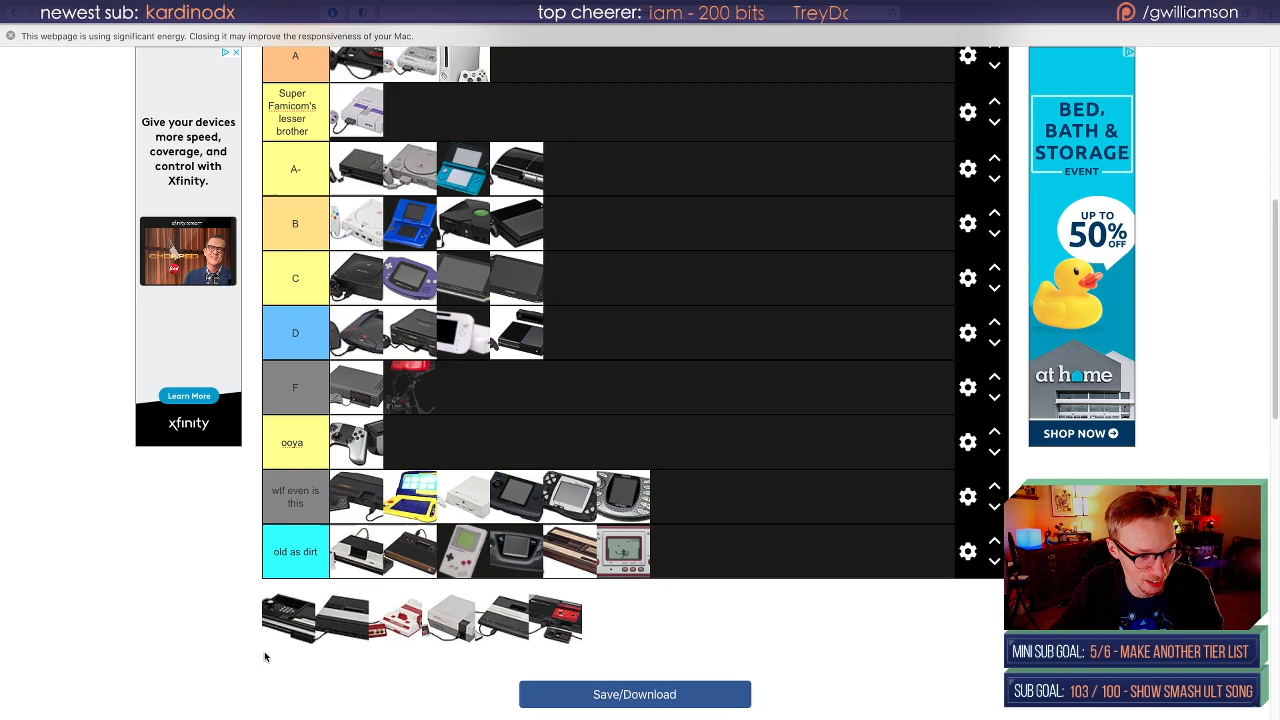 newest sub: kardinodx
top cheerer: iam - 200 bits
TreyDo
/gwilliamson
This webpage is using significant energy. Closing it may improve the responsiveness of your Mac.
A
Super
Famicom's
lesser
brother
A-
B
C
D
F
ooya
wtf even is
this
old as dirt
Give your devices
more speed,
coverage, and
control with
Xfinity.
CHOPPED
Learn More
xfinity
BED,
BATH &
STORAGE
EVENT
UP TO
50%
OFF
at home
SHOP NOW
Save/Download
MINI SUB GOAL: 5/6 - MAKE ANOTHER TIER LIST
SUB GOAL: 103 / 100 - SHOW SMASH ULT SONG